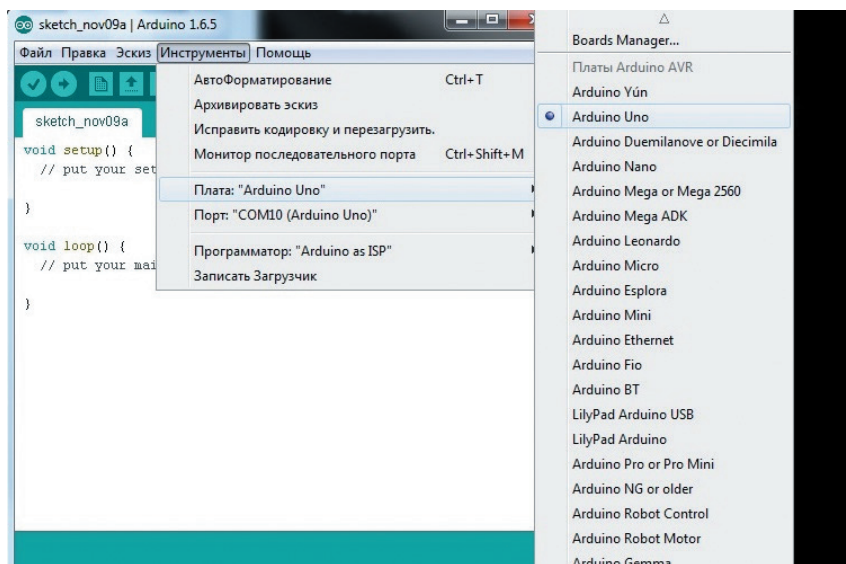 sketch_nov09a | Arduino 1.6.5
Файл Правка Эскиз Инструменты Помощь
sketch_nov09a
void setup() {
// put your set
}
void loop() {
// put your mai
}
АвтоФорматирование Ctrl+T
Архивировать эскиз
Исправить кодировку и перезагрузить.
Монитор последовательного порта Ctrl+Shift+M
Плата: "Arduino Uno"
Порт: "COM10 (Arduino Uno)"
Программатор: "Arduino as ISP"
Записать Загрузчик
Boards Manager...
Платы Arduino AVR
Arduino Yún
Arduino Uno
Arduino Duemilanove or Diecimila
Arduino Nano
Arduino Mega or Mega 2560
Arduino Mega ADK
Arduino Leonardo
Arduino Micro
Arduino Esplora
Arduino Mini
Arduino Ethernet
Arduino Fio
Arduino BT
LilyPad Arduino USB
LilyPad Arduino
Arduino Pro or Pro Mini
Arduino NG or older
Arduino Robot Control
Arduino Robot Motor
Arduino Gemma